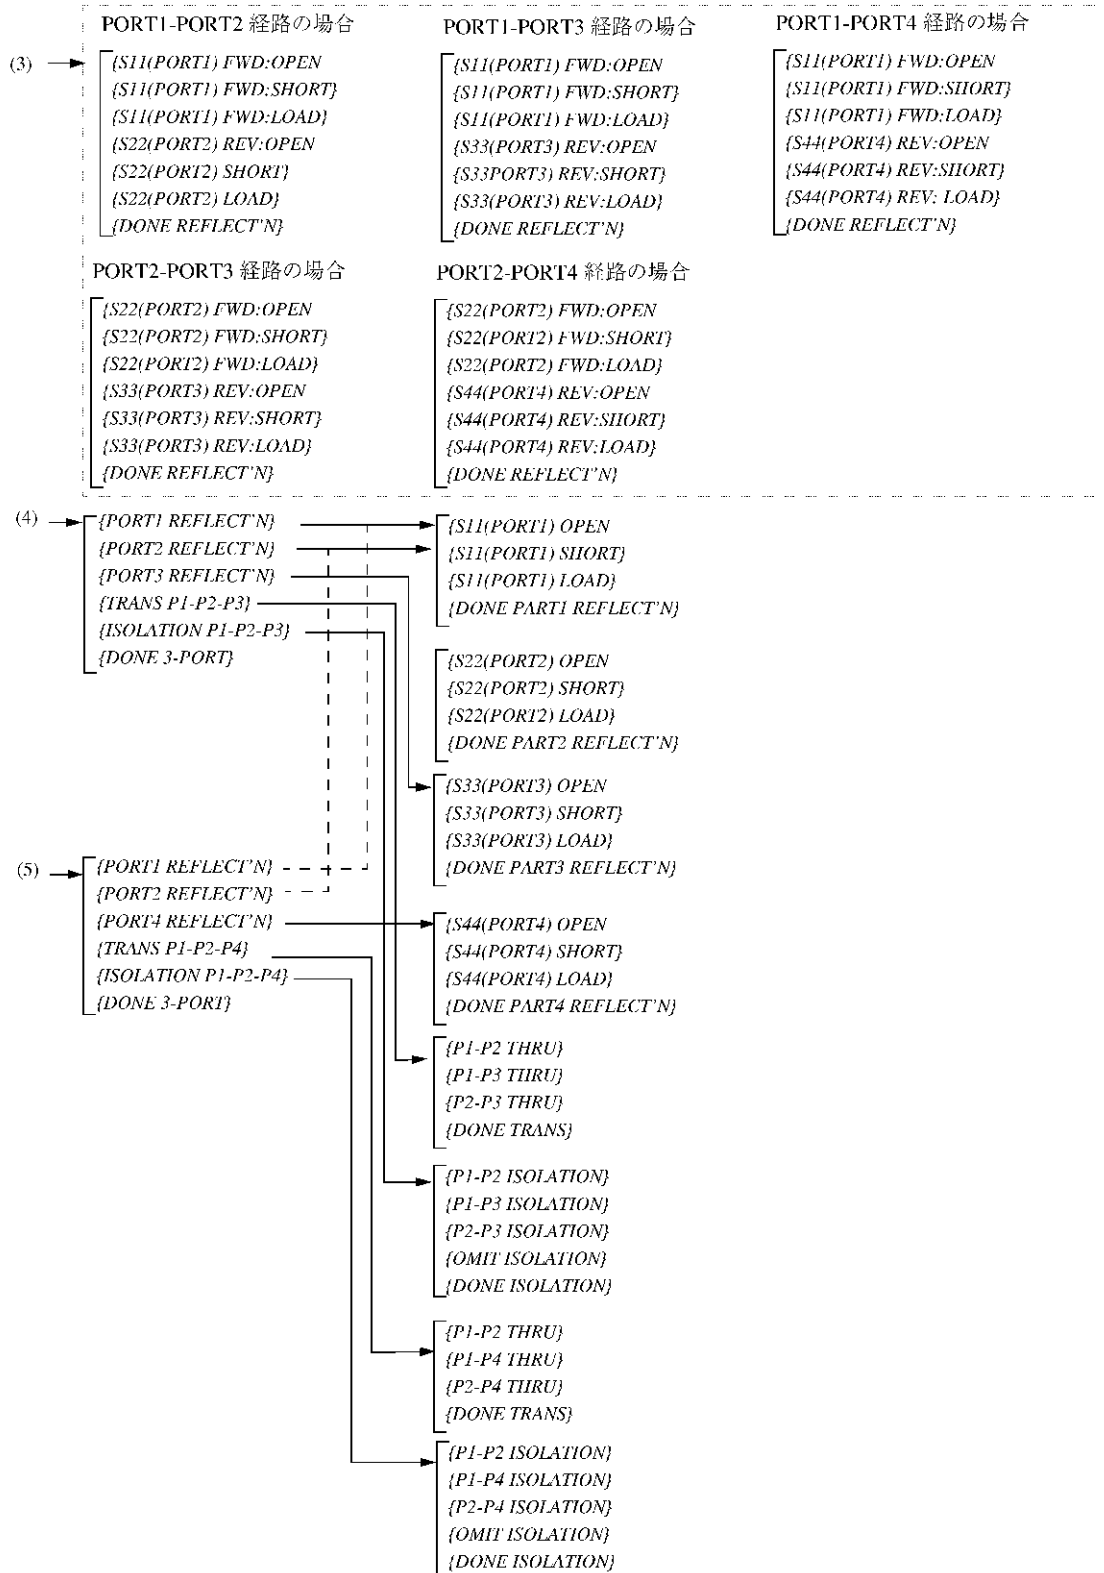 PORT1-PORT2 経路の場合
(3)
{S11(PORT1) FWD:OPEN
{S11(PORT1) FWD:SHORT}
{S11(PORT1) FWD:LOAD}
{S22(PORT2) REV:OPEN
{S22(PORT2) SHORT}
{S22(PORT2) LOAD}
{DONE REFLECT'N}
PORT1-PORT3 経路の場合
{S11(PORT1) FWD:OPEN
{S11(PORT1) FWD:SHORT}
{S11(PORT1) FWD:LOAD}
{S33(PORT3) REV:OPEN
{S33PORT3) REV:SHORT}
{S33(PORT3) REV:LOAD}
{DONE REFLECT'N}
PORT1-PORT4 経路の場合
{S11(PORT1) FWD:OPEN
{S11(PORT1) FWD:SHORT}
{S11(PORT1) FWD:LOAD}
{S44(PORT4) REV:OPEN
{S44(PORT4) REV:SHORT}
{S44(PORT4) REV: LOAD}
{DONE REFLECT'N}
PORT2-PORT3 経路の場合
{S22(PORT2) FWD:OPEN
{S22(PORT2) FWD:SHORT}
{S22(PORT2) FWD:LOAD}
{S33(PORT3) REV:OPEN
{S33(PORT3) REV:SHORT}
{S33(PORT3) REV:LOAD}
{DONE REFLECT'N}
PORT2-PORT4 経路の場合
{S22(PORT2) FWD:OPEN
{S22(PORT2) FWD:SHORT}
{S22(PORT2) FWD:LOAD}
{S44(PORT4) REV:OPEN
{S44(PORT4) REV:SHORT}
{S44(PORT4) REV:LOAD}
{DONE REFLECT'N}
(4)
{PORT1 REFLECT'N}
{PORT2 REFLECT'N}
{PORT3 REFLECT'N}
{TRANS P1-P2-P3}
{ISOLATION P1-P2-P3}
{DONE 3-PORT}
{S11(PORT1) OPEN
{S11(PORT1) SHORT}
{S11(PORT1) LOAD}
{DONE PART1 REFLECT'N}
{S22(PORT2) OPEN
{S22(PORT2) SHORT}
{S22(PORT2) LOAD}
{DONE PART2 REFLECT'N}
{S33(PORT3) OPEN
{S33(PORT3) SHORT}
{S33(PORT3) LOAD}
{DONE PART3 REFLECT'N}
(5)
{PORT1 REFLECT'N}
{PORT2 REFLECT'N}
{PORT4 REFLECT'N}
{TRANS P1-P2-P4}
{ISOLATION P1-P2-P4}
{DONE 3-PORT}
{S44(PORT4) OPEN
{S44(PORT4) SHORT}
{S44(PORT4) LOAD}
{DONE PART4 REFLECT'N}
{P1-P2 THRU}
{P1-P3 THRU}
{P2-P3 THRU}
{DONE TRANS}
{P1-P2 ISOLATION}
{P1-P3 ISOLATION}
{P2-P3 ISOLATION}
{OMIT ISOLATION}
{DONE ISOLATION}
{P1-P2 THRU}
{P1-P4 THRU}
{P2-P4 THRU}
{DONE TRANS}
{P1-P2 ISOLATION}
{P1-P4 ISOLATION}
{P2-P4 ISOLATION}
{OMIT ISOLATION}
{DONE ISOLATION}